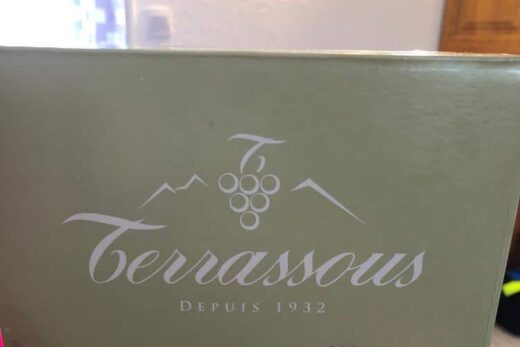 T
Terrassous
DEPUIS 1932